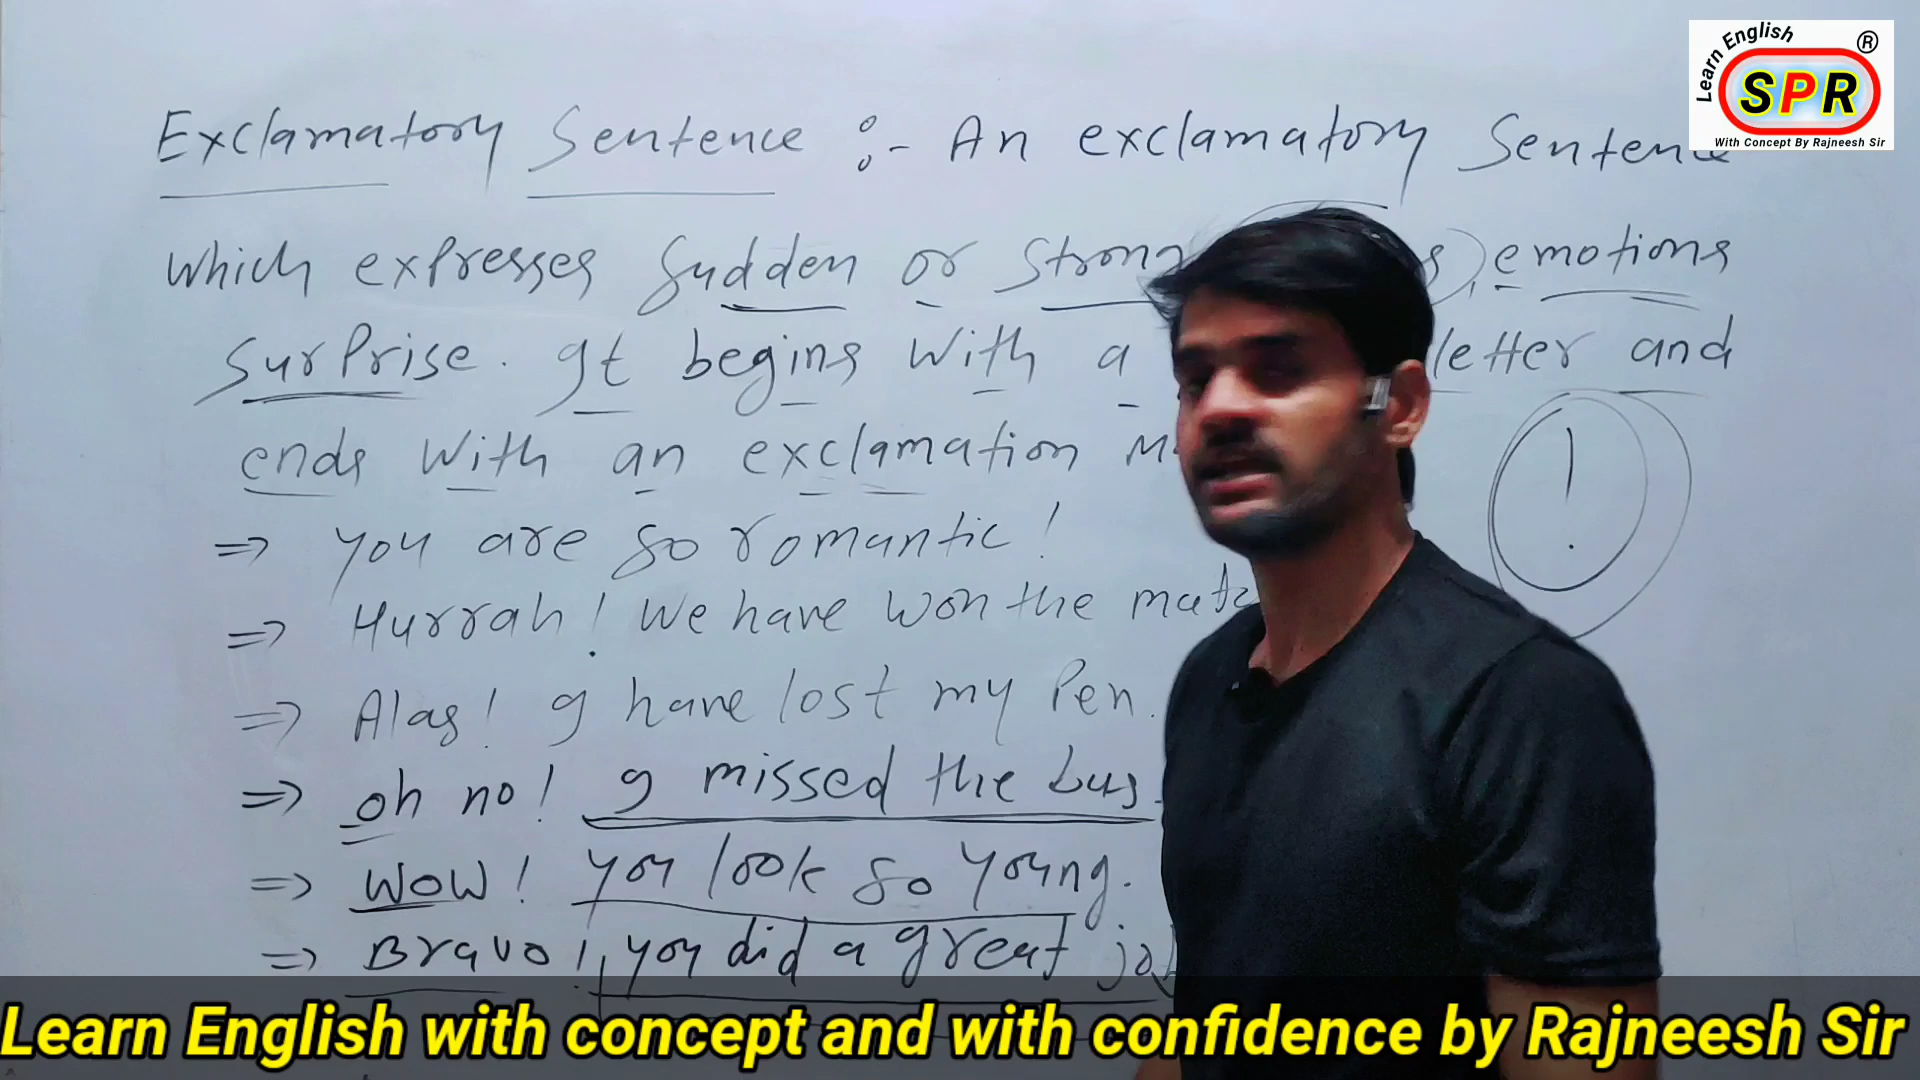 Learn English
®
SPR
With Concept By Rajneesh Sir
Exclamatory Sentence :- An exclamatory Sentence
which expresses sudden or strong emotions
surprise. It begins with a letter and
ends with an exclamation
!
⇒ you are so romantic!
⇒ Hurrah! We have won the
⇒ Alas! I have lost my Pen.
⇒ oh no! I missed the bus.
⇒ WOW! you look so young.
⇒ Bravo! you did a great job
Learn English with concept and with confidence by Rajneesh Sir